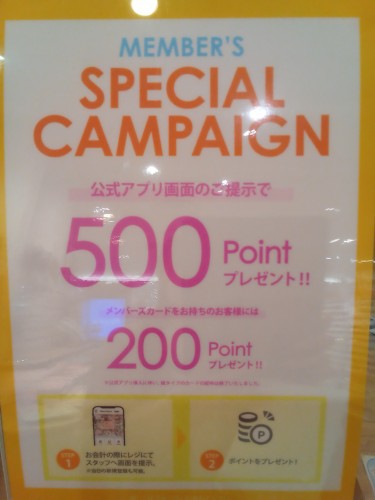 MEMBER'S
SPECIAL
CAMPAIGN
公式アプリ画面のご提示で
500 Point
プレゼント!!
メンバーズカードをお持ちのお客様には
200 Point
プレゼント!!
STEP 1
お会計の際にレジにて
スタッフへ画面を提示。
STEP 2
ポイントをプレゼント!